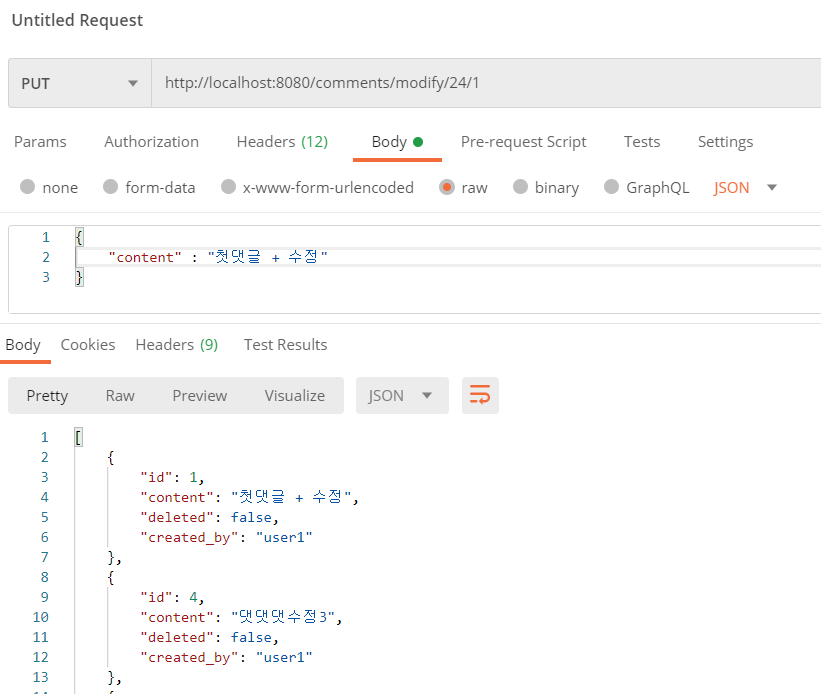 Untitled Request
PUT http://localhost:8080/comments/modify/24/1
Params Authorization Headers (12) Body Pre-request Script Tests Settings
none form-data x-www-form-urlencoded raw binary GraphQL JSON
1 {
2 "content" : "첫댓글 + 수정"
3 }
Body Cookies Headers (9) Test Results
Pretty Raw Preview Visualize JSON
1 [
2 {
3 "id": 1,
4 "content": "첫댓글 + 수정",
5 "deleted": false,
6 "created_by": "user1"
7 },
8 {
9 "id": 4,
10 "content": "댓댓댓수정3",
11 "deleted": false,
12 "created_by": "user1"
13 },